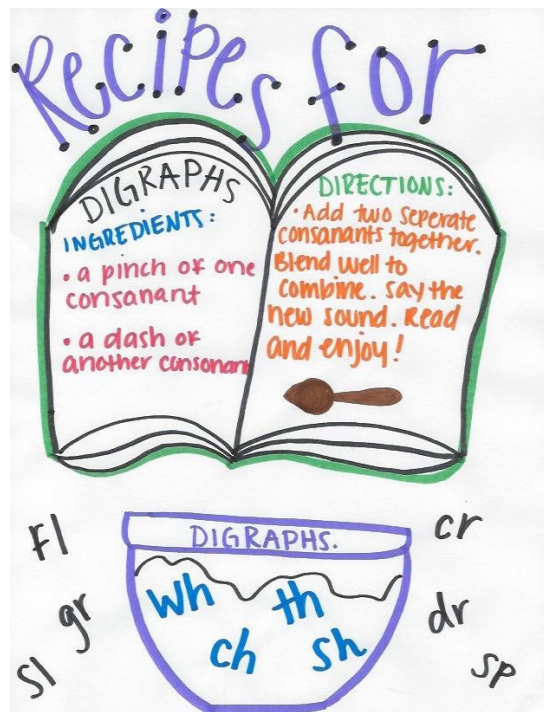 Recipes for
DIGRAPHS
INGREDIENTS:
• a pinch of one
consanant
• a dash of
another consonant
DIRECTIONS:
• Add two seperate
consanants together.
Blend well to
combine. Say the
new sound. Read
and enjoy!
DIGRAPHS.
wh th
ch sh
Fl
gr
Sl
cr
dr
sp